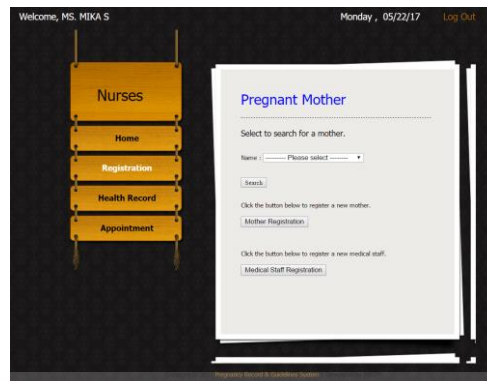 Welcome, MS. MIKA S
Monday , 05/22/17
Log Out
Nurses
Home
Registration
Health Record
Appointment
Pregnant Mother
Select to search for a mother.
Name : -------- Please select --------
Search
Click the button below to register a new mother.
Mother Registration
Click the button below to register a new medical staff.
Medical Staff Registration
Pregnancy Record & Guidelines System